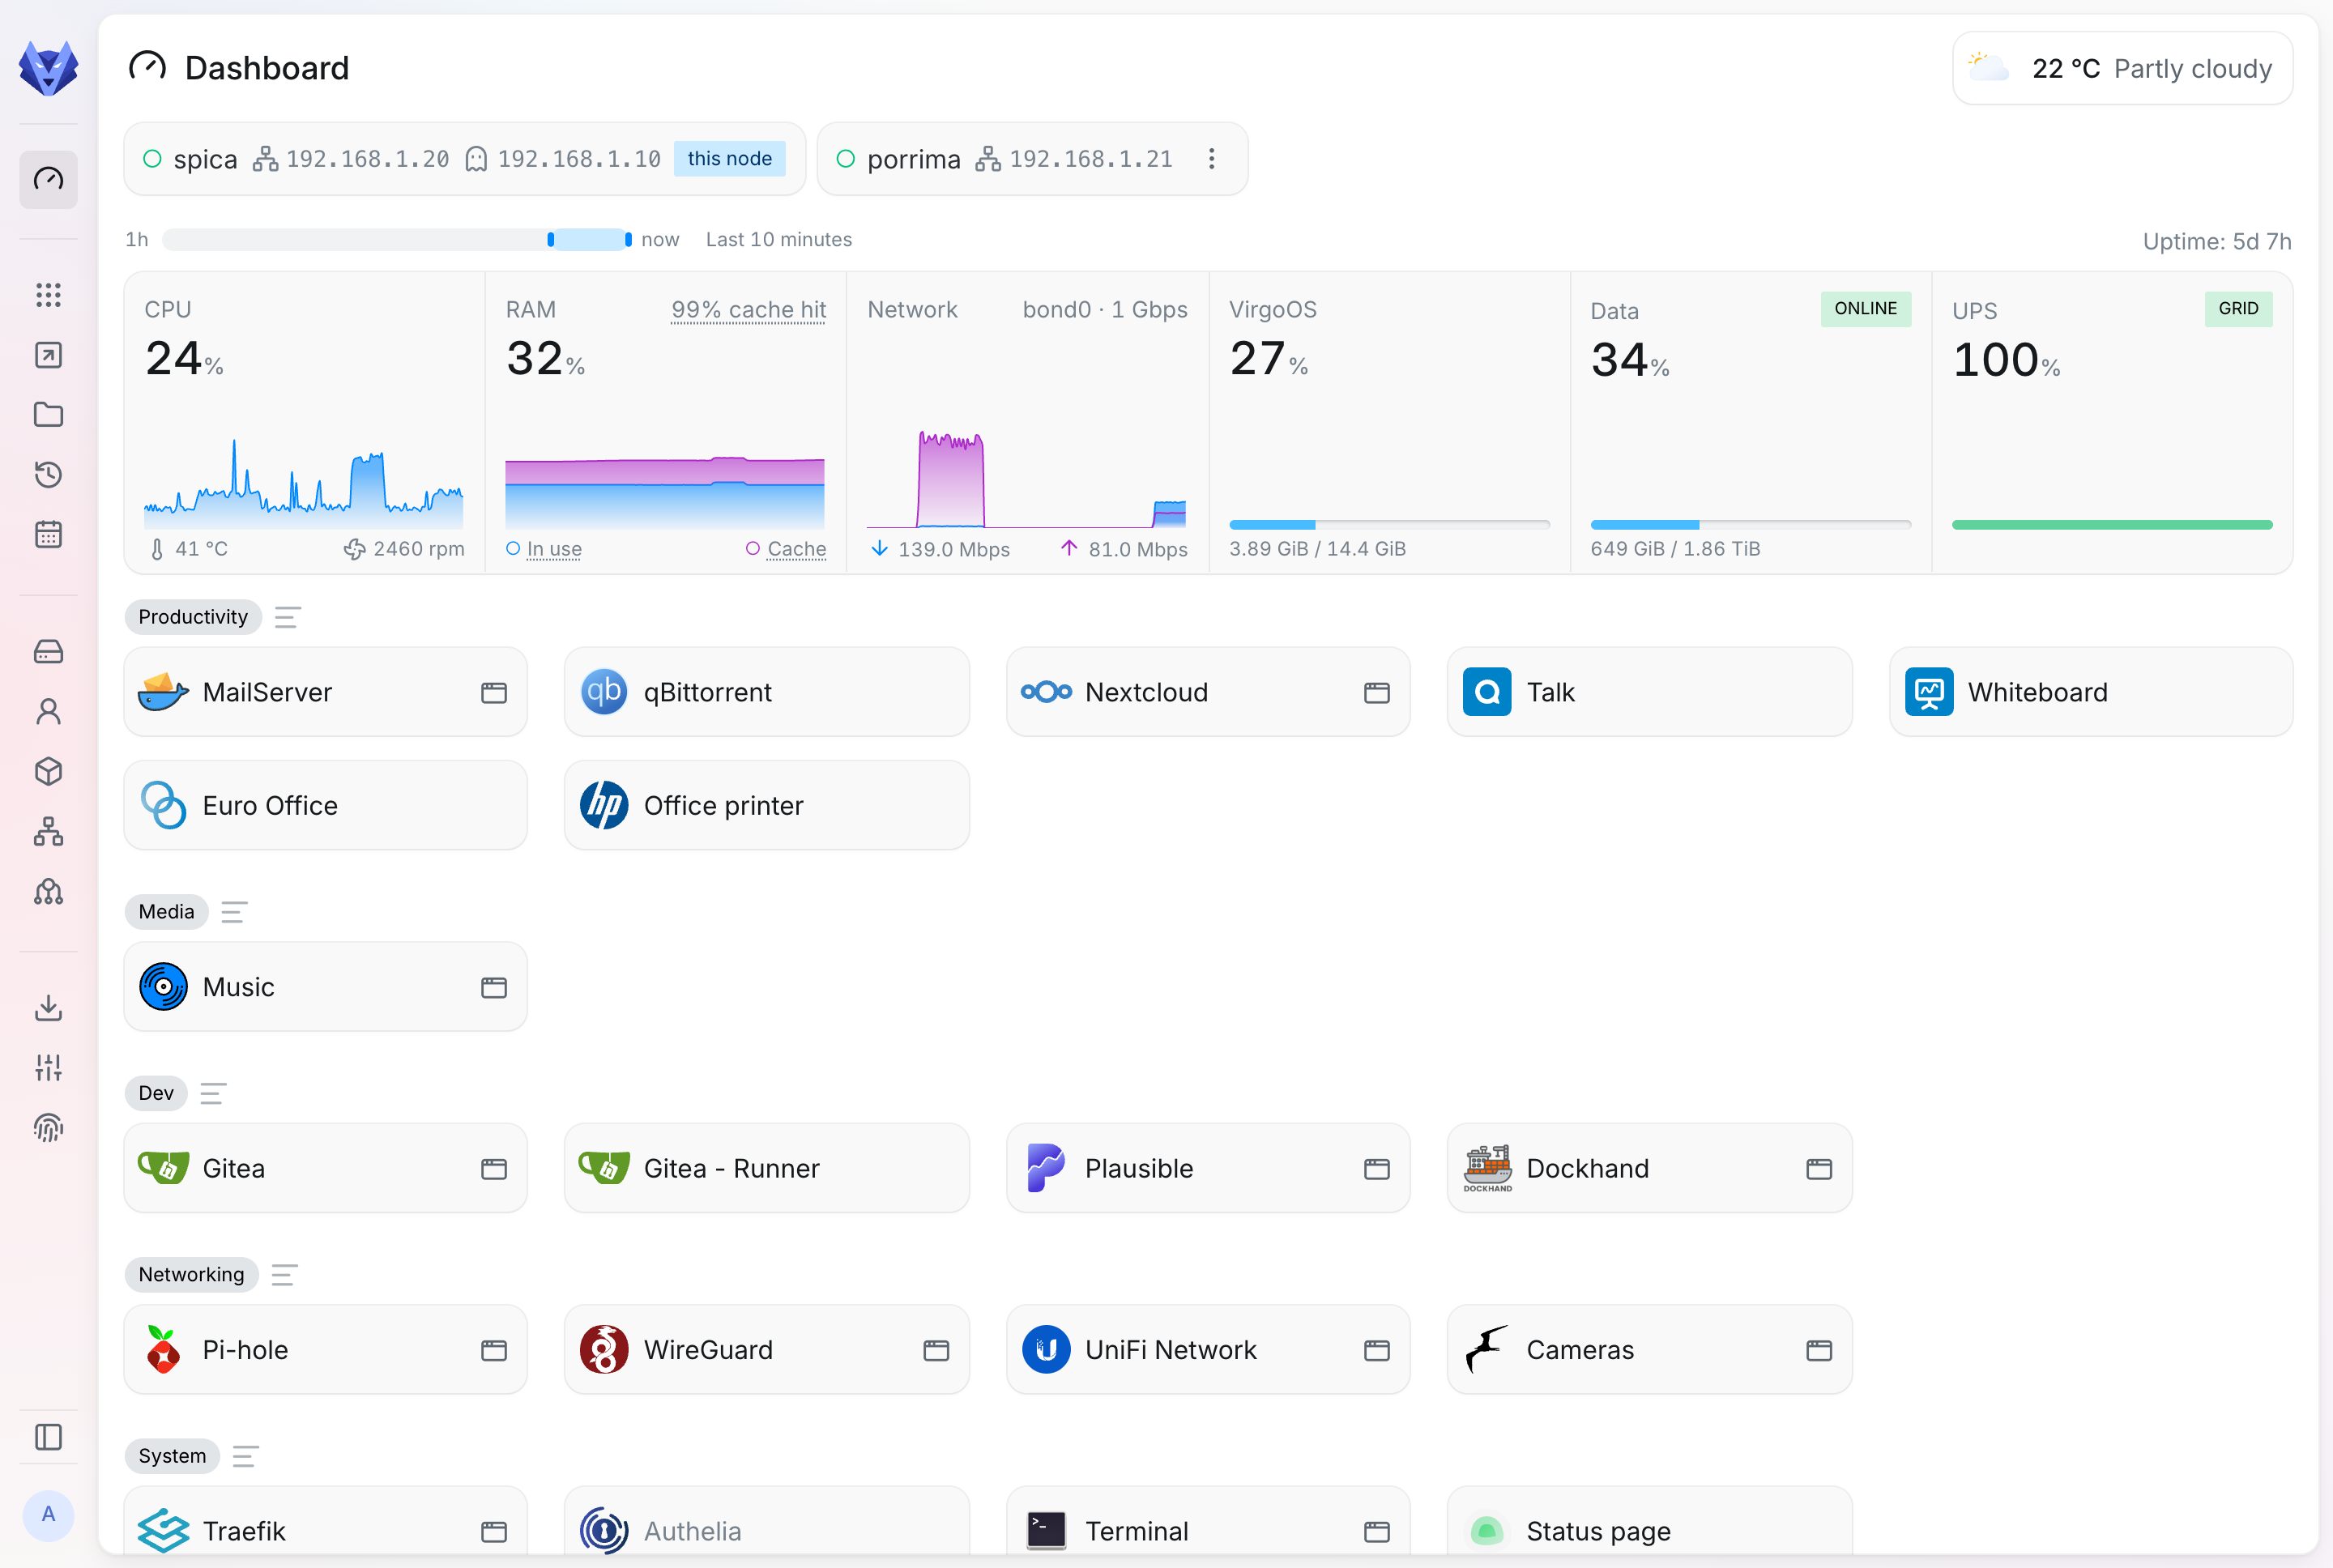 Dashboard
22 °C Partly cloudy
spica 192.168.1.20 192.168.1.10 this node
porrima 192.168.1.21
1h now Last 10 minutes
Uptime: 5d 7h
CPU
24%
41 °C 2460 rpm
RAM 99% cache hit
32%
In use Cache
Network bond0 · 1 Gbps
139.0 Mbps 81.0 Mbps
VirgoOS
27%
3.89 GiB / 14.4 GiB
Data ONLINE
34%
649 GiB / 1.86 TiB
UPS GRID
100%
Productivity
MailServer
qb qBittorrent
Nextcloud
Talk
Whiteboard
Euro Office
hp Office printer
Media
Music
Dev
Gitea
Gitea - Runner
Plausible
DOCKHAND Dockhand
Networking
Pi-hole
WireGuard
U UniFi Network
Cameras
System
Traefik
Authelia
>_ Terminal
Status page
A